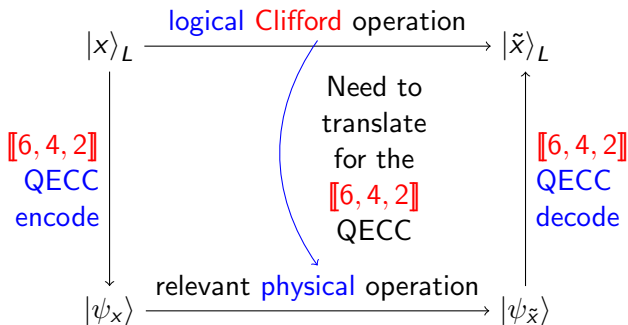 logical Clifford operation
|x⟩_L
|x̃⟩_L
Need to
translate
for the
⟦6, 4, 2⟧
QECC
⟦6, 4, 2⟧
QECC
encode
⟦6, 4, 2⟧
QECC
decode
relevant physical operation
|ψ_x⟩
|ψ_x̃⟩